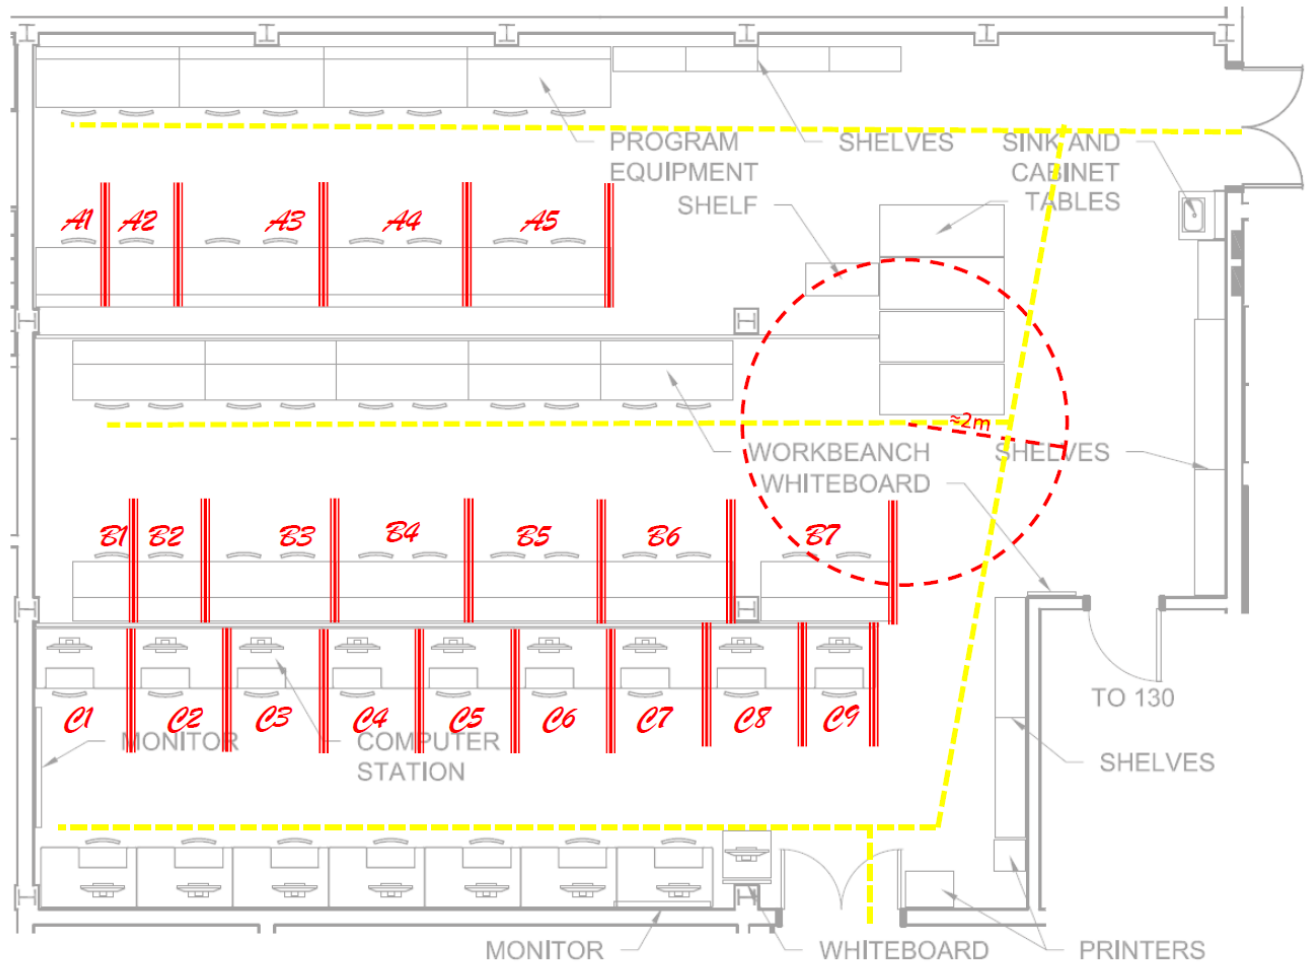 PROGRAM
EQUIPMENT
SHELVES
SINK AND
CABINET
TABLES
SHELF
A1 A2 A3 A4 A5
≈2m
WORKBEANCH
WHITEBOARD
SHELVES
B1 B2 B3 B4 B5 B6 B7
C1 C2 C3 C4 C5 C6 C7 C8 C9
MONITOR
COMPUTER
STATION
TO 130
SHELVES
MONITOR
WHITEBOARD
PRINTERS